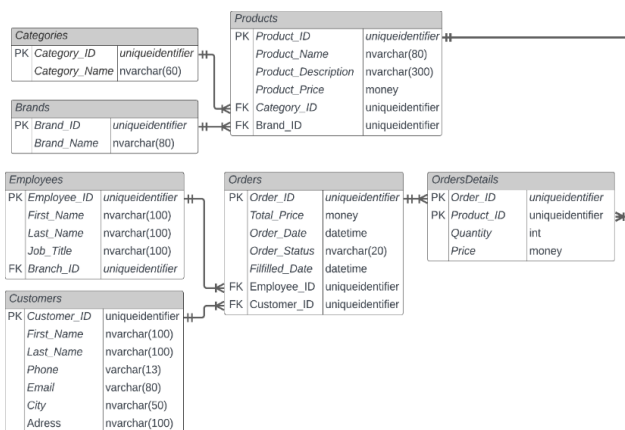 Categories
PK Category_ID uniqueidentifier
Category_Name nvarchar(60)
Brands
PK Brand_ID uniqueidentifier
Brand_Name nvarchar(80)
Products
PK Product_ID uniqueidentifier
Product_Name nvarchar(80)
Product_Description nvarchar(300)
Product_Price money
FK Category_ID uniqueidentifier
FK Brand_ID uniqueidentifier
Employees
PK Employee_ID uniqueidentifier
First_Name nvarchar(100)
Last_Name nvarchar(100)
Job_Title nvarchar(100)
FK Branch_ID uniqueidentifier
Customers
PK Customer_ID uniqueidentifier
First_Name nvarchar(100)
Last_Name nvarchar(100)
Phone varchar(13)
Email varchar(80)
City nvarchar(50)
Adress nvarchar(100)
Orders
PK Order_ID uniqueidentifier
Total_Price money
Order_Date datetime
Order_Status nvarchar(20)
Filfilled_Date datetime
FK Employee_ID uniqueidentifier
FK Customer_ID uniqueidentifier
OrdersDetails
PK Order_ID uniqueidentifier
PK Product_ID uniqueidentifier
Quantity int
Price money